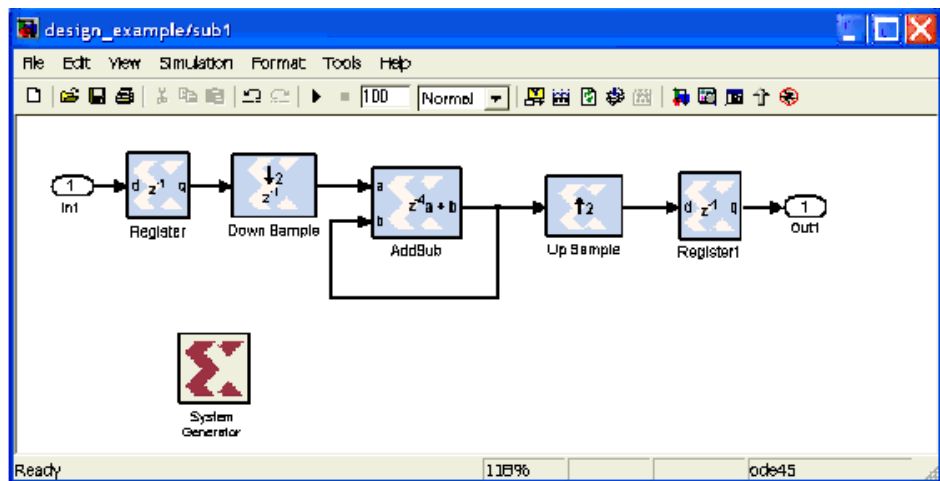 design_example/sub1
File Edit View Simulation Format Tools Help
100 Normal
1
In1
d z⁻¹ q
Register
↓2
z⁻¹
Down Sample
a
b
z⁻⁴a + b
AddSub
↑2
Up Sample
d z⁻¹ q
Register1
1
Out1
System
Generator
Ready ode45